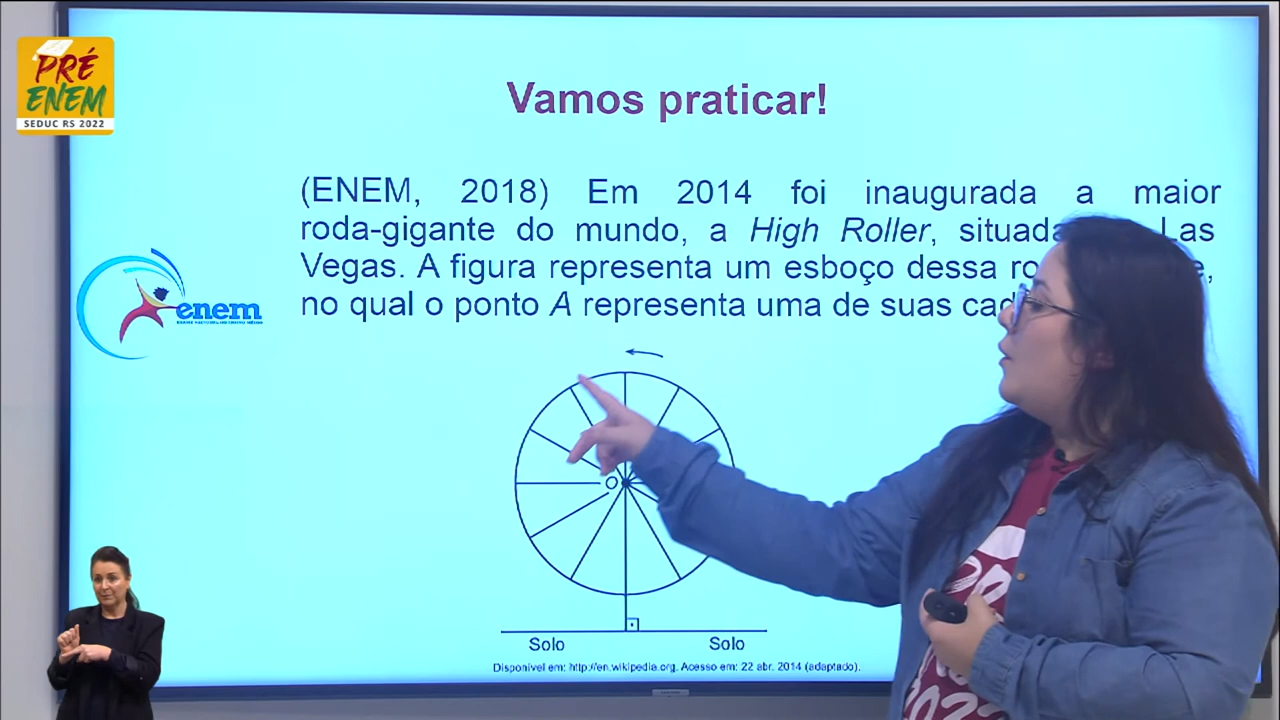 PRÉ
ENEM
SEDUC RS 2022
Vamos praticar!
(ENEM, 2018) Em 2014 foi inaugurada a maior
roda-gigante do mundo, a High Roller, situada Las
Vegas. A figura representa um esboço dessa
no qual o ponto A representa uma de suas
enem
O
Solo Solo
Disponível em: http://en.wikipedia.org. Acesso em: 22 abr. 2014 (adaptado).